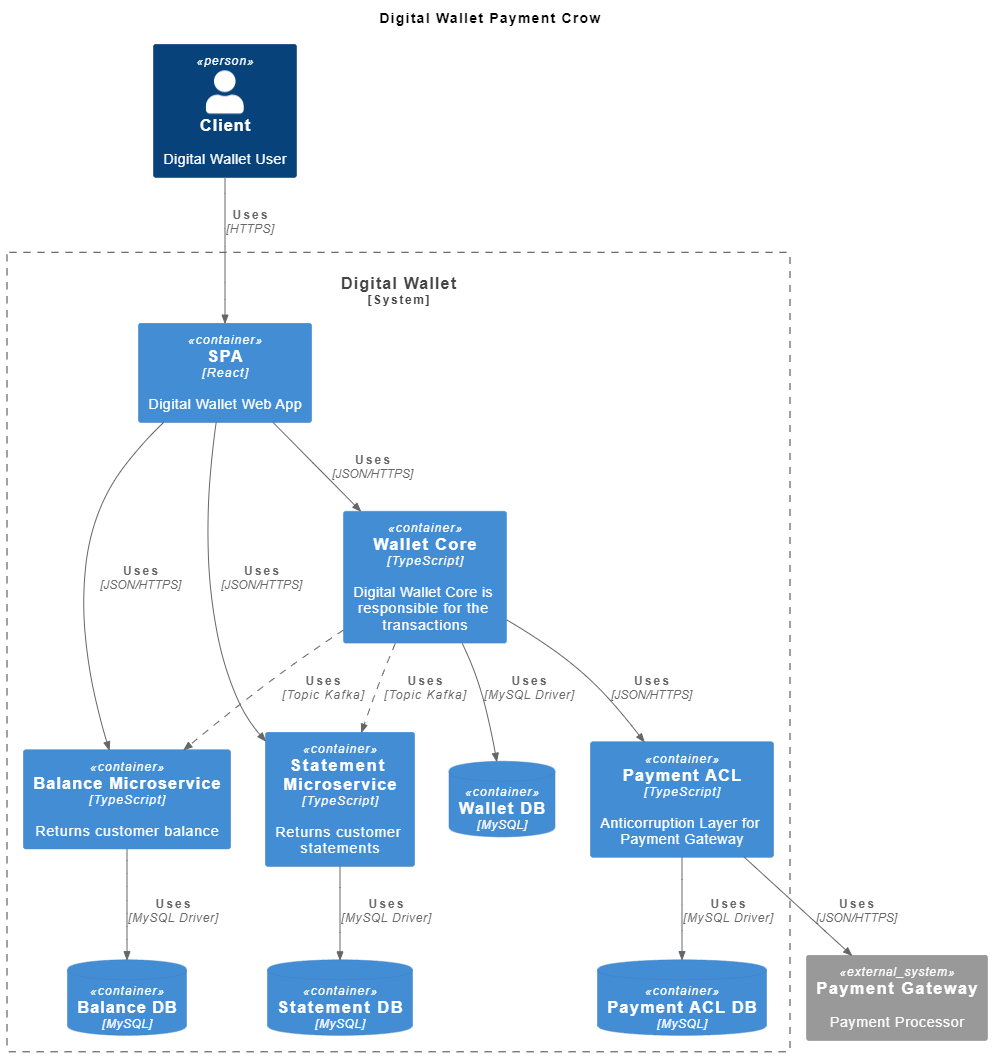 Digital Wallet Payment Crow
«person»
Client
Digital Wallet User
Uses
[HTTPS]
Digital Wallet
[System]
«container»
SPA
[React]
Digital Wallet Web App
Uses
[JSON/HTTPS]
«container»
Wallet Core
[TypeScript]
Digital Wallet Core is
responsible for the
transactions
Uses
[JSON/HTTPS]
Uses
[JSON/HTTPS]
Uses
[Topic Kafka]
Uses
[Topic Kafka]
Uses
[MySQL Driver]
Uses
[JSON/HTTPS]
«container»
Balance Microservice
[TypeScript]
Returns customer balance
«container»
Statement
Microservice
[TypeScript]
Returns customer
statements
«container»
Wallet DB
[MySQL]
«container»
Payment ACL
[TypeScript]
Anticorruption Layer for
Payment Gateway
Uses
[MySQL Driver]
Uses
[MySQL Driver]
Uses
[MySQL Driver]
Uses
[JSON/HTTPS]
«container»
Balance DB
[MySQL]
«container»
Statement DB
[MySQL]
«container»
Payment ACL DB
[MySQL]
«external_system»
Payment Gateway
Payment Processor